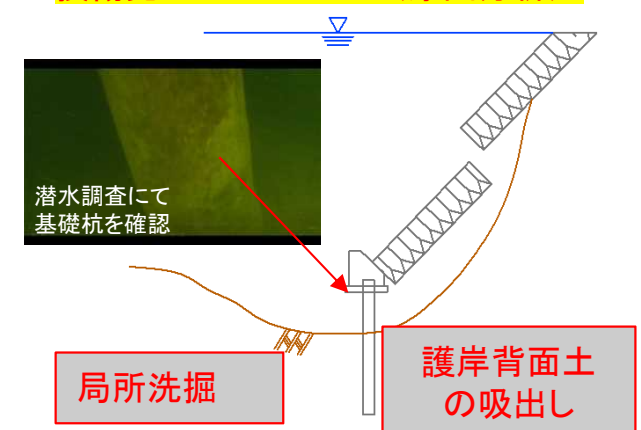 潜水調査にて
基礎杭を確認
局所洗掘
護岸背面土
の吸出し